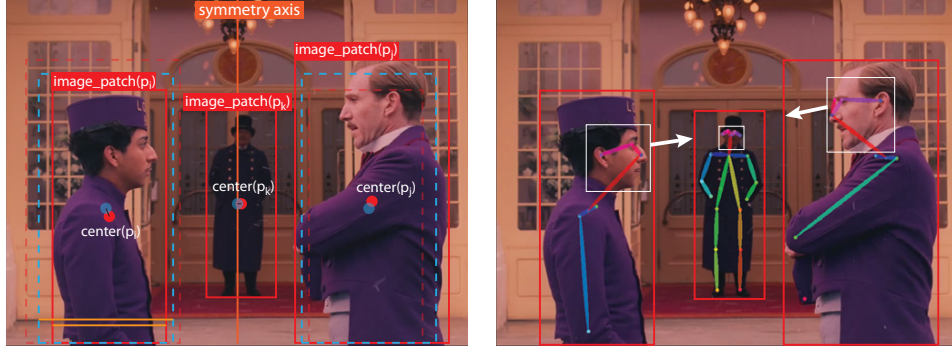 symmetry axis
image_patch(pj)
image_patch(pi)
image_patch(pk)
center(pk)
center(pj)
center(pi)